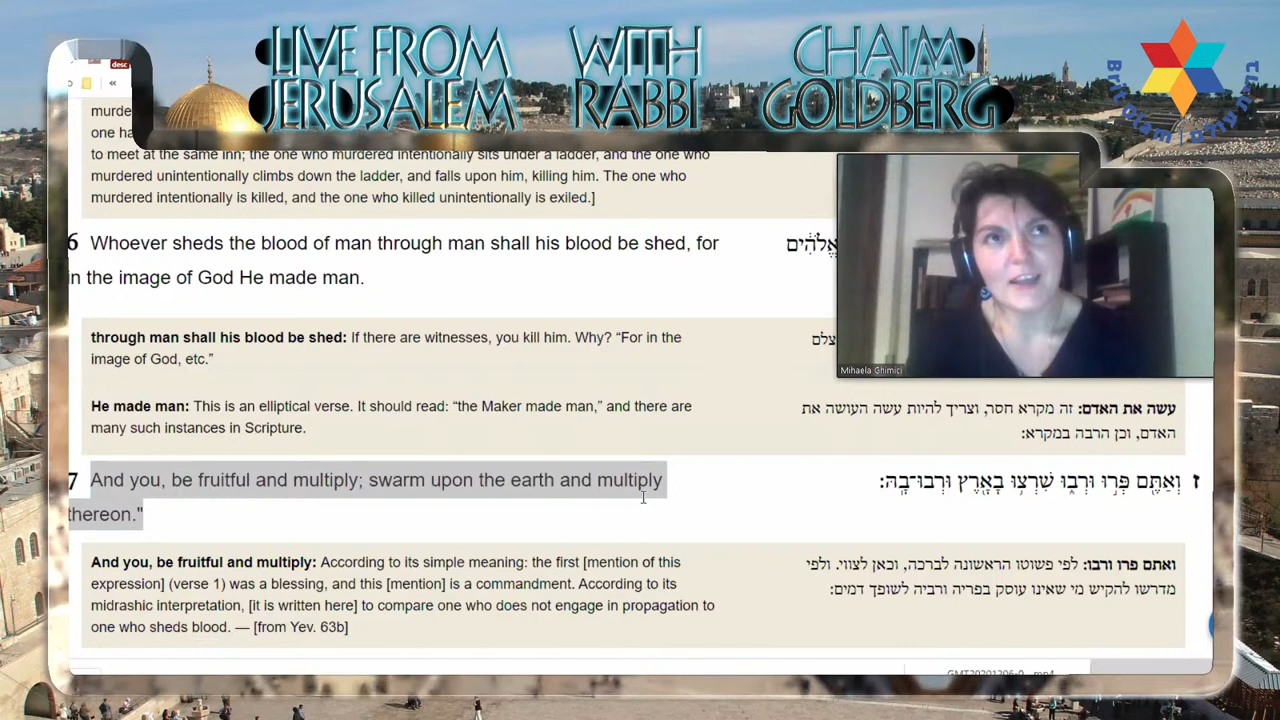 LIVE FROM WITH CHAIM
JERUSALEM RABBI GOLDBERG
Brit Olam | ברית עולם
desc
«
murde
one ha
to meet at the same inn; the one who murdered intentionally sits under a ladder, and the one who
murdered unintentionally climbs down the ladder, and falls upon him, killing him. The one who
murdered intentionally is killed, and the one who killed unintentionally is exiled.]
6 Whoever sheds the blood of man through man shall his blood be shed, for
in the image of God He made man.
אֱלֹהִ֔ים
through man shall his blood be shed: If there are witnesses, you kill him. Why? “For in the
image of God, etc.”
צלם
Mihaela Ghimici
He made man: This is an elliptical verse. It should read: “the Maker made man,” and there are
many such instances in Scripture.
עשה את האדם: זה מקרא חסר, וצריך להיות עשה העושה את
האדם, וכן הרבה במקרא:
7 And you, be fruitful and multiply; swarm upon the earth and multiply
thereon."
ז וְאַתֶּ֖ם פְּר֣וּ וּרְב֑וּ שִׁרְצ֥וּ בָאָ֖רֶץ וּרְבוּ־בָֽהּ:
And you, be fruitful and multiply: According to its simple meaning: the first [mention of this
expression] (verse 1) was a blessing, and this [mention] is a commandment. According to its
midrashic interpretation, [it is written here] to compare one who does not engage in propagation to
one who sheds blood. — [from Yev. 63b]
ואתם פרו ורבו: לפי פשוטו הראשונה לברכה, וכאן לצווי. ולפי
מדרשו להקיש מי שאינו עוסק בפריה ורביה לשופך דמים: